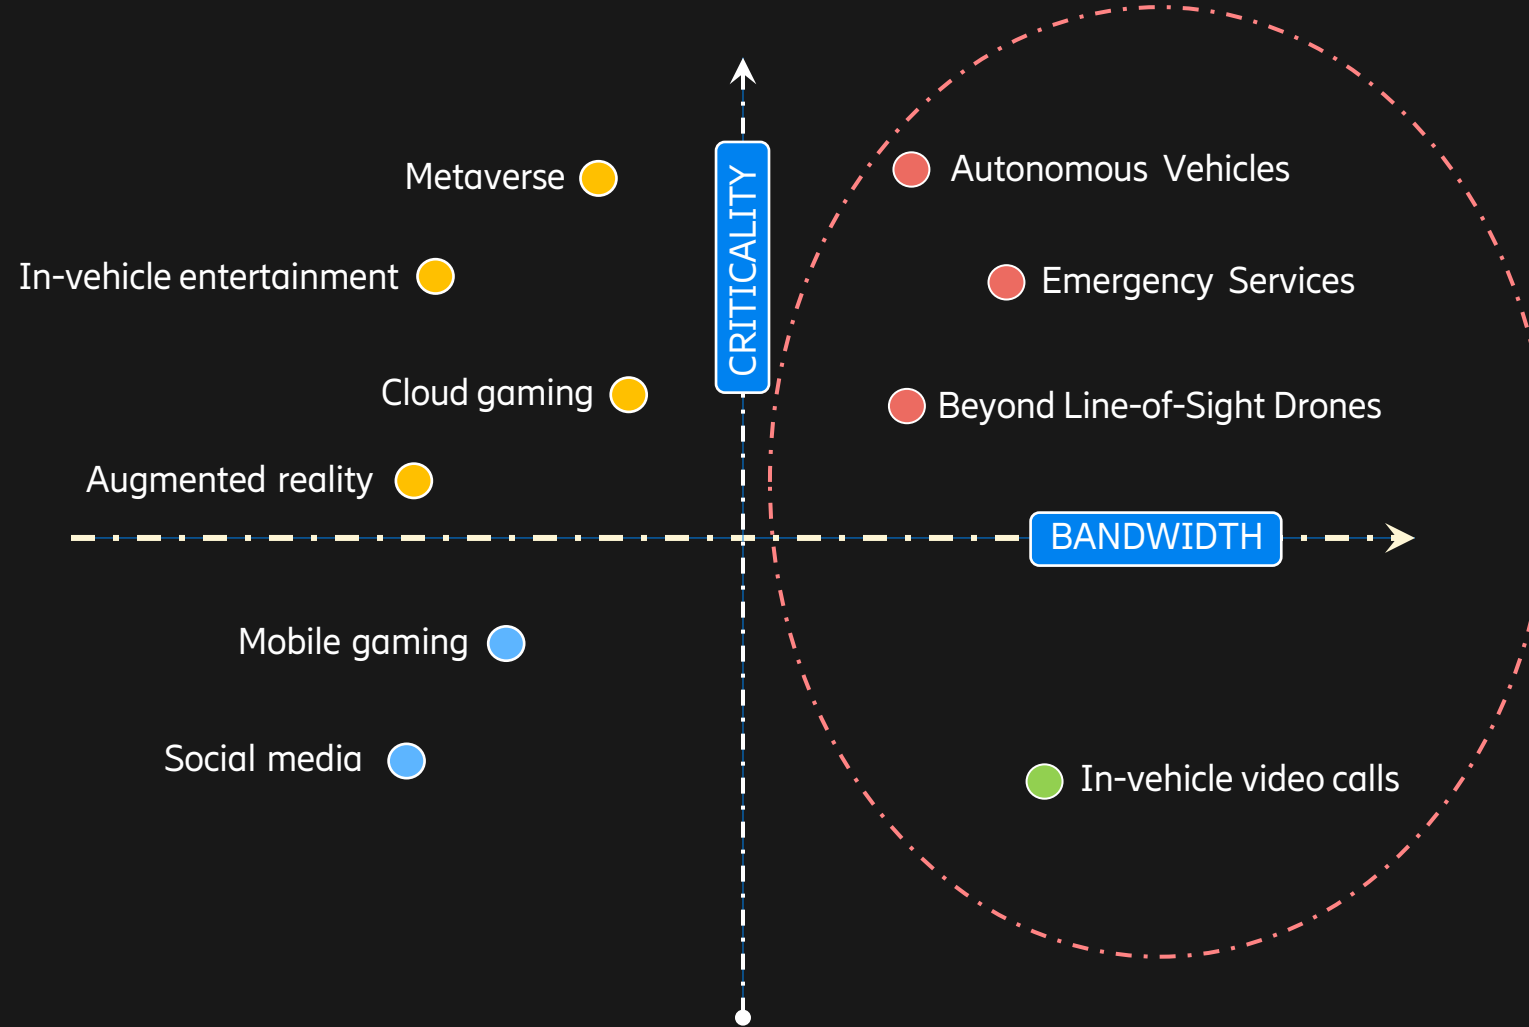 Metaverse
Autonomous Vehicles
CRITICALITY
In-vehicle entertainment
Emergency Services
Cloud gaming
Beyond Line-of-Sight Drones
Augmented reality
BANDWIDTH
Mobile gaming
Social media
In-vehicle video calls